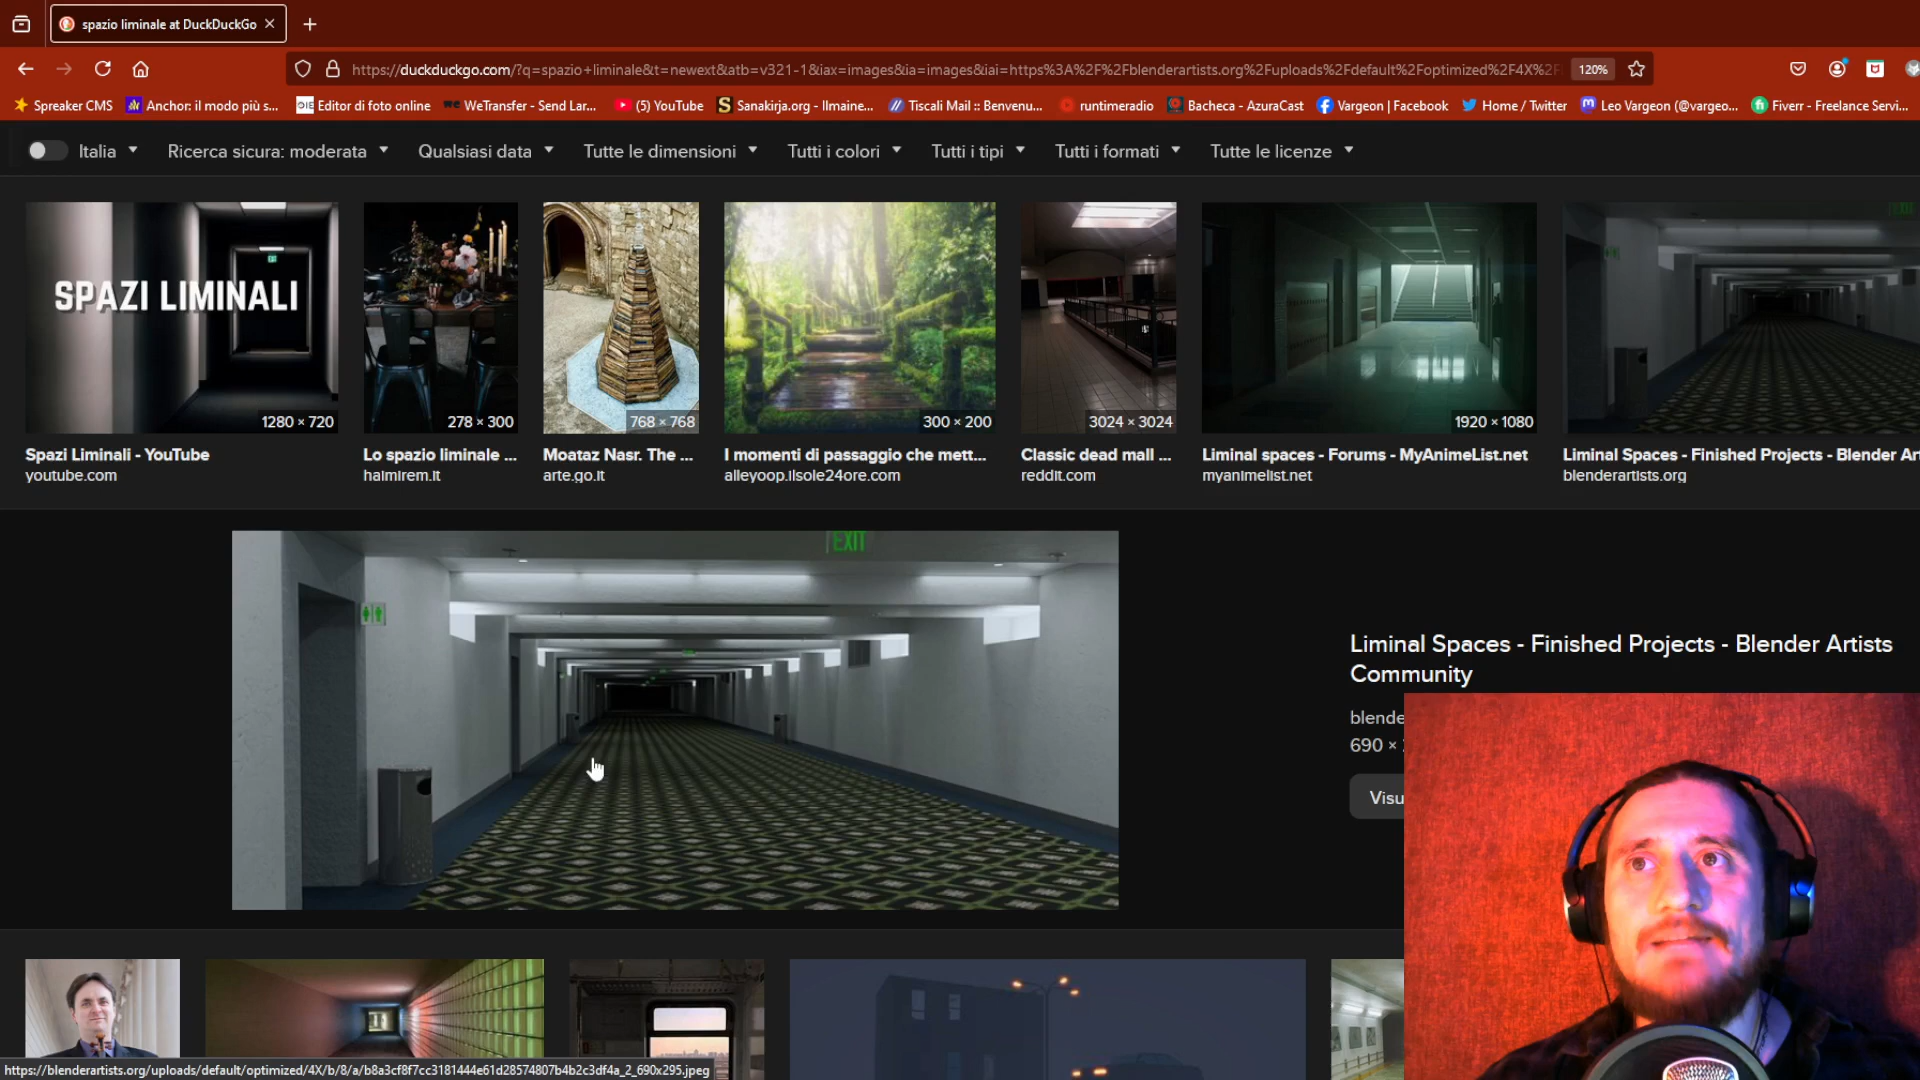 spazio liminale at DuckDuckGo
https://duckduckgo.com/?q=spazio+liminale&t=newext&atb=v321-1&iax=images&ia=images&iai=https%3A%2F%2Fblenderartists.org%2Fuploads%2Fdefault%2Foptimized%2F4X%2F
120%
Spreaker CMS
Anchor: il modo più s...
Editor di foto online
WeTransfer - Send Lar...
(5) YouTube
Sanakirja.org - Ilmaine...
Tiscali Mail :: Benvenu...
runtimeradio
Bacheca - AzuraCast
Vargeon | Facebook
Home / Twitter
Leo Vargeon (@vargeo...
Fiverr - Freelance Servi...
Italia
Ricerca sicura: moderata
Qualsiasi data
Tutte le dimensioni
Tutti i colori
Tutti i tipi
Tutti i formati
Tutte le licenze
SPAZI LIMINALI
EXIT
1280 × 720
278 × 300
768 × 768
300 × 200
3024 × 3024
1920 × 1080
Spazi Liminali - YouTube
youtube.com
Lo spazio liminale ...
halmirem.it
Moataz Nasr. The ...
arte.go.it
I momenti di passaggio che mett...
alleyoop.ilsole24ore.com
Classic dead mall ...
reddit.com
Liminal spaces - Forums - MyAnimeList.net
myanimelist.net
Liminal Spaces - Finished Projects - Blender Ar
blenderartists.org
EXIT
Liminal Spaces - Finished Projects - Blender Artists
Community
blende
690 ×
Visu
https://blenderartists.org/uploads/default/optimized/4X/b/8/a/b8a3cf8f7cc3181444e61d28574807b4b2c3df4a_2_690x295.jpeg